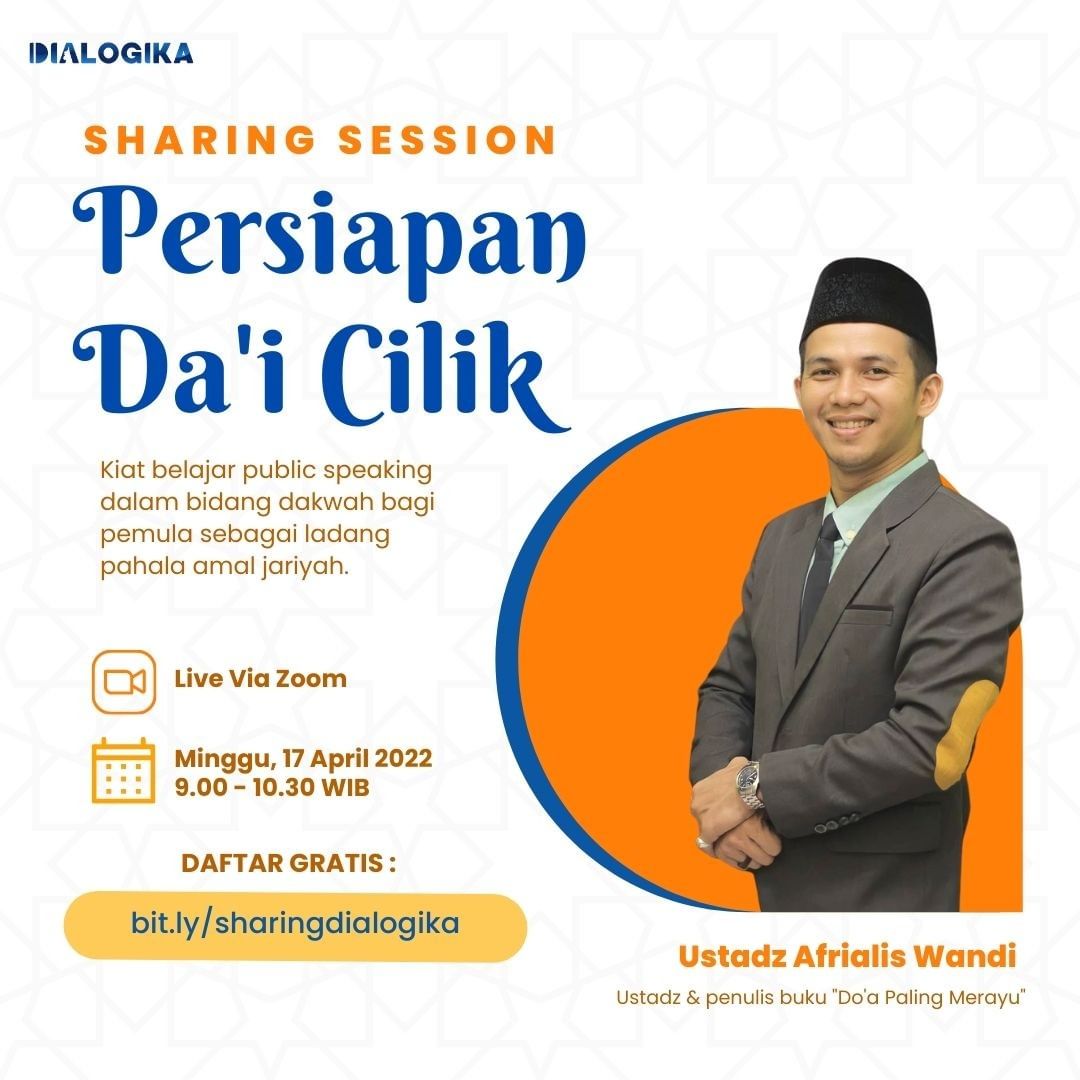 DIALOGIKA
SHARING SESSION
Persiapan
Da'i Cilik
Kiat belajar public speaking
dalam bidang dakwah bagi
pemula sebagai ladang
pahala amal jariyah.
Live Via Zoom
Minggu, 17 April 2022
9.00 - 10.30 WIB
DAFTAR GRATIS :
bit.ly/sharingdialogika
Ustadz Afrialis Wandi
Ustadz & penulis buku "Do'a Paling Merayu"